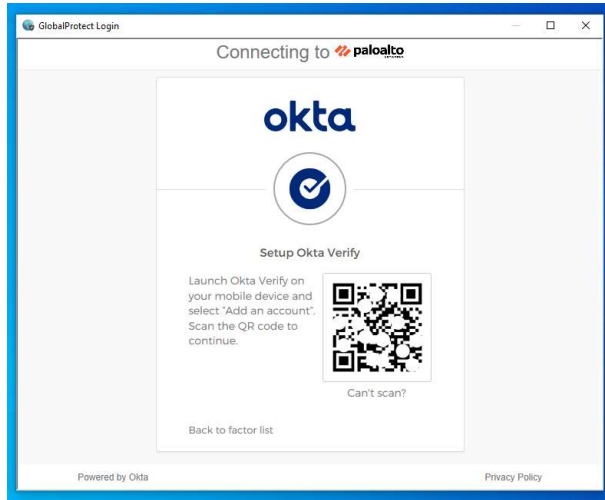 GlobalProtect Login
Connecting to paloalto
okta
Setup Okta Verify
Launch Okta Verify on
your mobile device and
select "Add an account".
Scan the QR code to
continue.
Can't scan?
Back to factor list
Powered by Okta
Privacy Policy